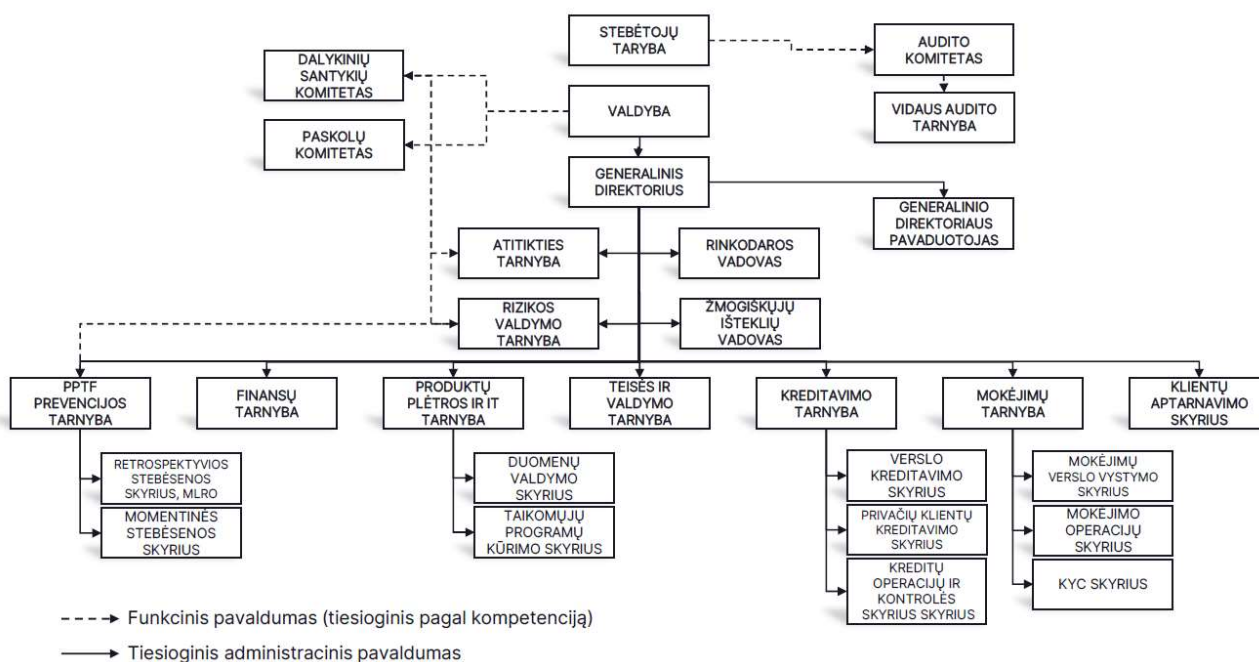 STEBĖTOJŲ
TARYBA
AUDITO
KOMITETAS
DALYKINIŲ
SANTYKIŲ
KOMITETAS
VALDYBA
VIDAUS AUDITO
TARNYBA
PASKOLŲ
KOMITETAS
GENERALINIS
DIREKTORIUS
GENERALINIO
DIREKTORIAUS
PAVADUOTOJAS
ATITIKTIES
TARNYBA
RINKODAROS
VADOVAS
RIZIKOS
VALDYMO
TARNYBA
ŽMOGIŠKŲJŲ
IŠTEKLIŲ
VADOVAS
PPTF
PREVENCIJOS
TARNYBA
FINANSŲ
TARNYBA
PRODUKTŲ
PLĖTROS IR IT
TARNYBA
TEISĖS IR
VALDYMO
TARNYBA
KREDITAVIMO
TARNYBA
MOKĖJIMŲ
TARNYBA
KLIENTŲ
APTARNAVIMO
SKYRIUS
RETROSPEKTYVIOS
STEBĖSENOS
SKYRIUS, MLRO
MOMENTINĖS
STEBĖSENOS
SKYRIUS
DUOMENŲ
VALDYMO
SKYRIUS
TAIKOMŲJŲ
PROGRAMŲ
KŪRIMO SKYRIUS
VERSLO
KREDITAVIMO
SKYRIUS
PRIVAČIŲ KLIENTŲ
KREDITAVIMO
SKYRIUS
KREDITŲ
OPERACIJŲ IR
KONTROLĖS
SKYRIUS SKYRIUS
MOKĖJIMŲ
VERSLO VYSTYMO
SKYRIUS
MOKĖJIMO
OPERACIJŲ
SKYRIUS
KYC SKYRIUS
Funkcinis pavaldumas (tiesioginis pagal kompetenciją)
Tiesioginis administracinis pavaldumas